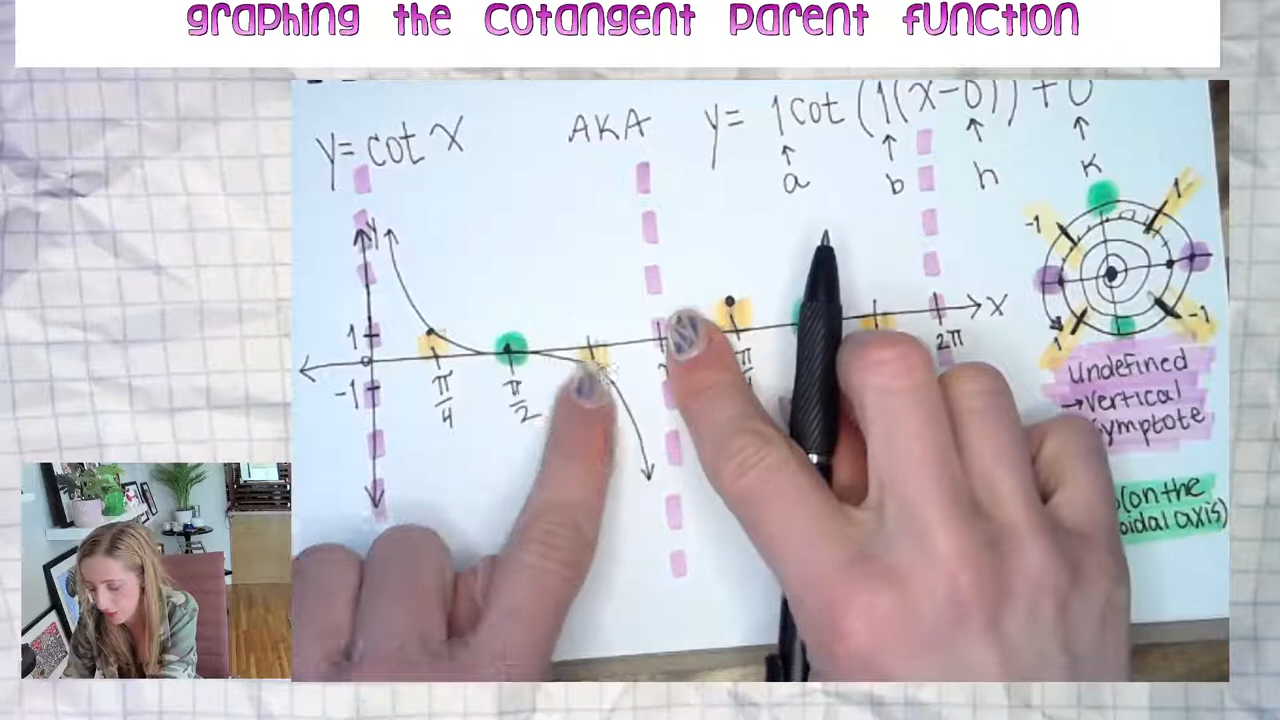 graphing the cotangent parent function
y= cot x AKA y= 1cot (1(x-0)) + 0
a b h k
y
1
-1
π/4 π/2
2π
x
-1 1
1 -1
undefined
→vertical
symptote
(on the
oidal axis)